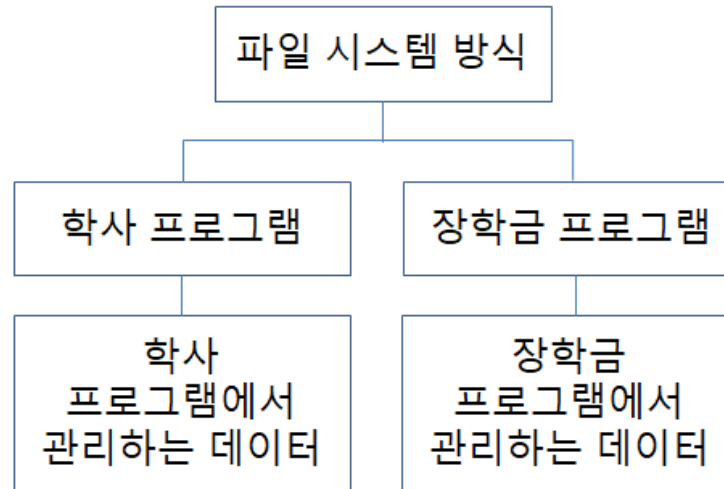 파일 시스템 방식
학사 프로그램
장학금 프로그램
학사
프로그램에서
관리하는 데이터
장학금
프로그램에서
관리하는 데이터